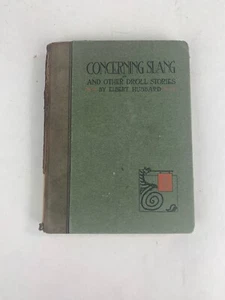 CONCERNING SLANG
AND OTHER DROLL STORIES
BY ELBERT HUBBARD